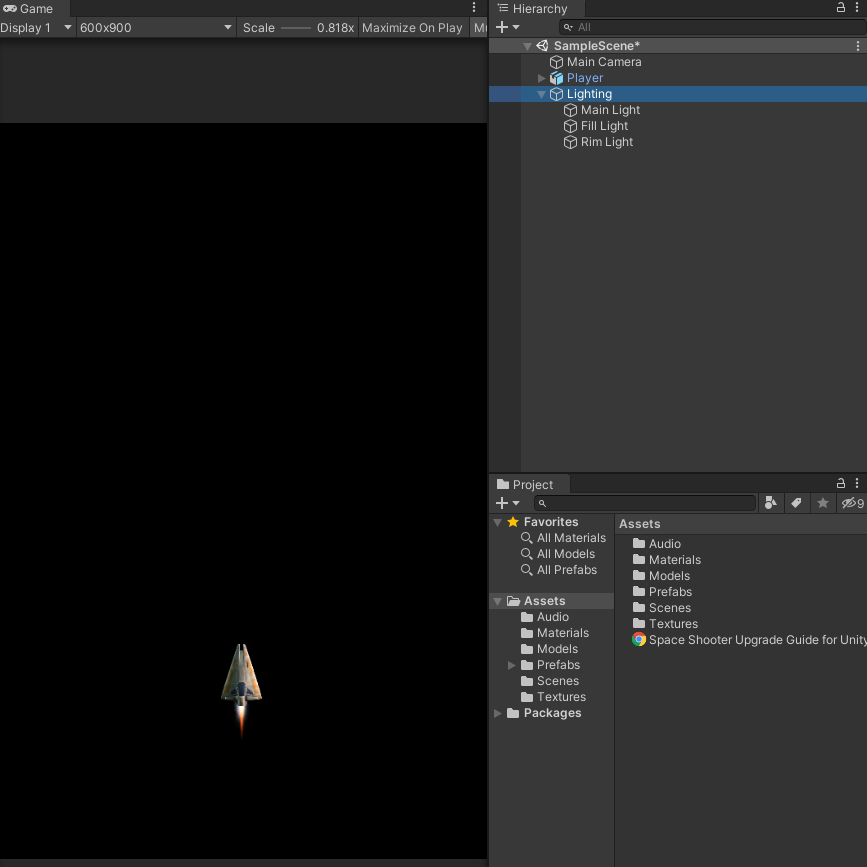 Game
Display 1 600x900 Scale 0.818x Maximize On Play
Hierarchy
All
SampleScene*
Main Camera
Player
Lighting
Main Light
Fill Light
Rim Light
Project
9
Favorites
All Materials
All Models
All Prefabs
Assets
Audio
Materials
Models
Prefabs
Scenes
Textures
Packages
Assets
Audio
Materials
Models
Prefabs
Scenes
Textures
Space Shooter Upgrade Guide for Unity